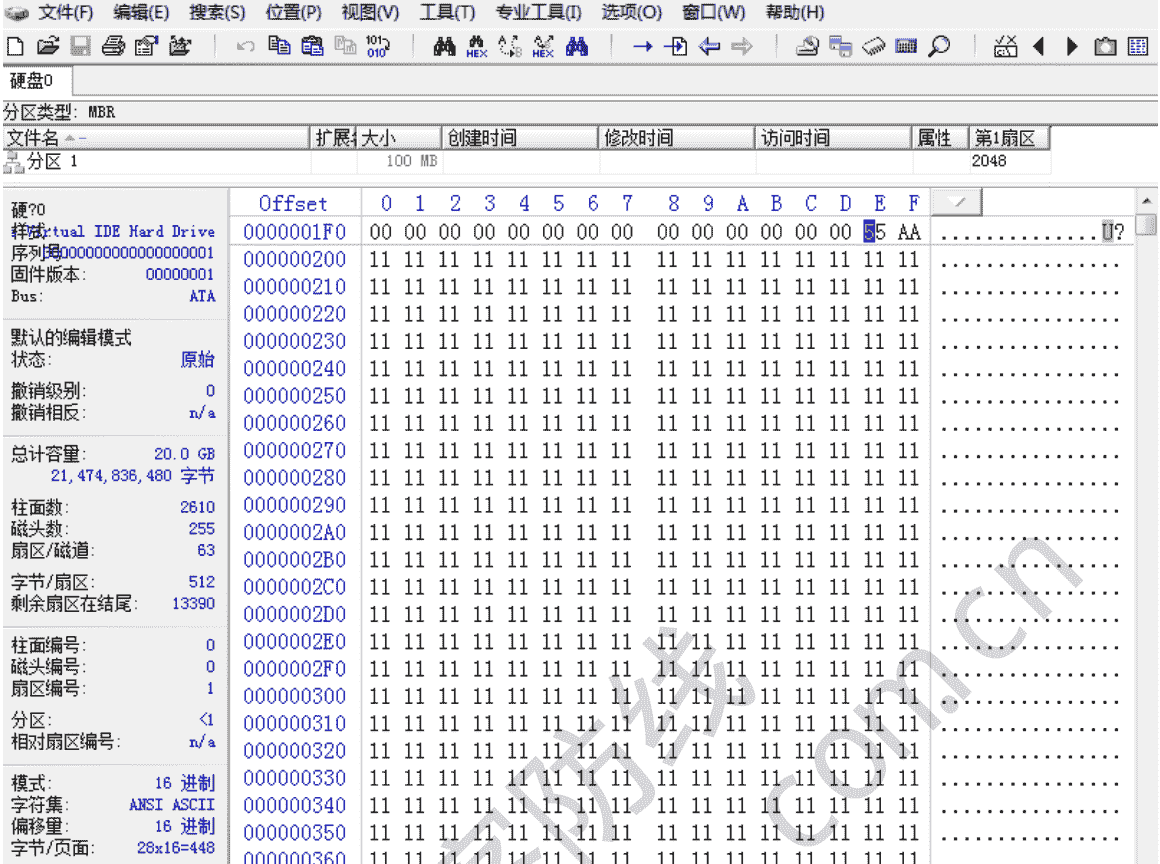 文件(F) 编辑(E) 搜索(S) 位置(P) 视图(V) 工具(T) 专业工具(I) 选项(O) 窗口(W) 帮助(H)
硬盘0
分区类型: MBR
文件名 扩展名 大小 创建时间 修改时间 访问时间 属性 第1扇区
分区 1 100 MB 2048
硬?0
样式: Virtual IDE Hard Drive
序列号
00000000000000000001
固件版本: 00000001
Bus: ATA
默认的编辑模式
状态: 原始
撤销级别: 0
撤销相反: n/a
总计容量: 20.0 GB
21,474,836,480 字节
柱面数: 2610
磁头数: 255
扇区/磁道: 63
字节/扇区: 512
剩余扇区在结尾: 13390
柱面编号: 0
磁头编号: 0
扇区编号: 1
分区: <1
相对扇区编号: n/a
模式: 16 进制
字符集: ANSI ASCII
偏移量: 16 进制
字节/页面: 28x16=448
Offset 0 1 2 3 4 5 6 7 8 9 A B C D E F
0000001F0 00 00 00 00 00 00 00 00 00 00 00 00 00 00 55 AA ..............U?
000000200 11 11 11 11 11 11 11 11 11 11 11 11 11 11 11 11 ................
000000210 11 11 11 11 11 11 11 11 11 11 11 11 11 11 11 11 ................
000000220 11 11 11 11 11 11 11 11 11 11 11 11 11 11 11 11 ................
000000230 11 11 11 11 11 11 11 11 11 11 11 11 11 11 11 11 ................
000000240 11 11 11 11 11 11 11 11 11 11 11 11 11 11 11 11 ................
000000250 11 11 11 11 11 11 11 11 11 11 11 11 11 11 11 11 ................
000000260 11 11 11 11 11 11 11 11 11 11 11 11 11 11 11 11 ................
000000270 11 11 11 11 11 11 11 11 11 11 11 11 11 11 11 11 ................
000000280 11 11 11 11 11 11 11 11 11 11 11 11 11 11 11 11 ................
000000290 11 11 11 11 11 11 11 11 11 11 11 11 11 11 11 11 ................
0000002A0 11 11 11 11 11 11 11 11 11 11 11 11 11 11 11 11 ................
0000002B0 11 11 11 11 11 11 11 11 11 11 11 11 11 11 11 11 ................
0000002C0 11 11 11 11 11 11 11 11 11 11 11 11 11 11 11 11 ................
0000002D0 11 11 11 11 11 11 11 11 11 11 11 11 11 11 11 11 ................
0000002E0 11 11 11 11 11 11 11 11 11 11 11 11 11 11 11 11 ................
0000002F0 11 11 11 11 11 11 11 11 11 11 11 11 11 11 11 11 ................
000000300 11 11 11 11 11 11 11 11 11 11 11 11 11 11 11 11 ................
000000310 11 11 11 11 11 11 11 11 11 11 11 11 11 11 11 11 ................
000000320 11 11 11 11 11 11 11 11 11 11 11 11 11 11 11 11 ................
000000330 11 11 11 11 11 11 11 11 11 11 11 11 11 11 11 11 ................
000000340 11 11 11 11 11 11 11 11 11 11 11 11 11 11 11 11 ................
000000350 11 11 11 11 11 11 11 11 11 11 11 11 11 11 11 11 ................
000000360 11 11 11 11 11 11 11 11 11 11 11 11 11 11 11 11
防线
com.cn